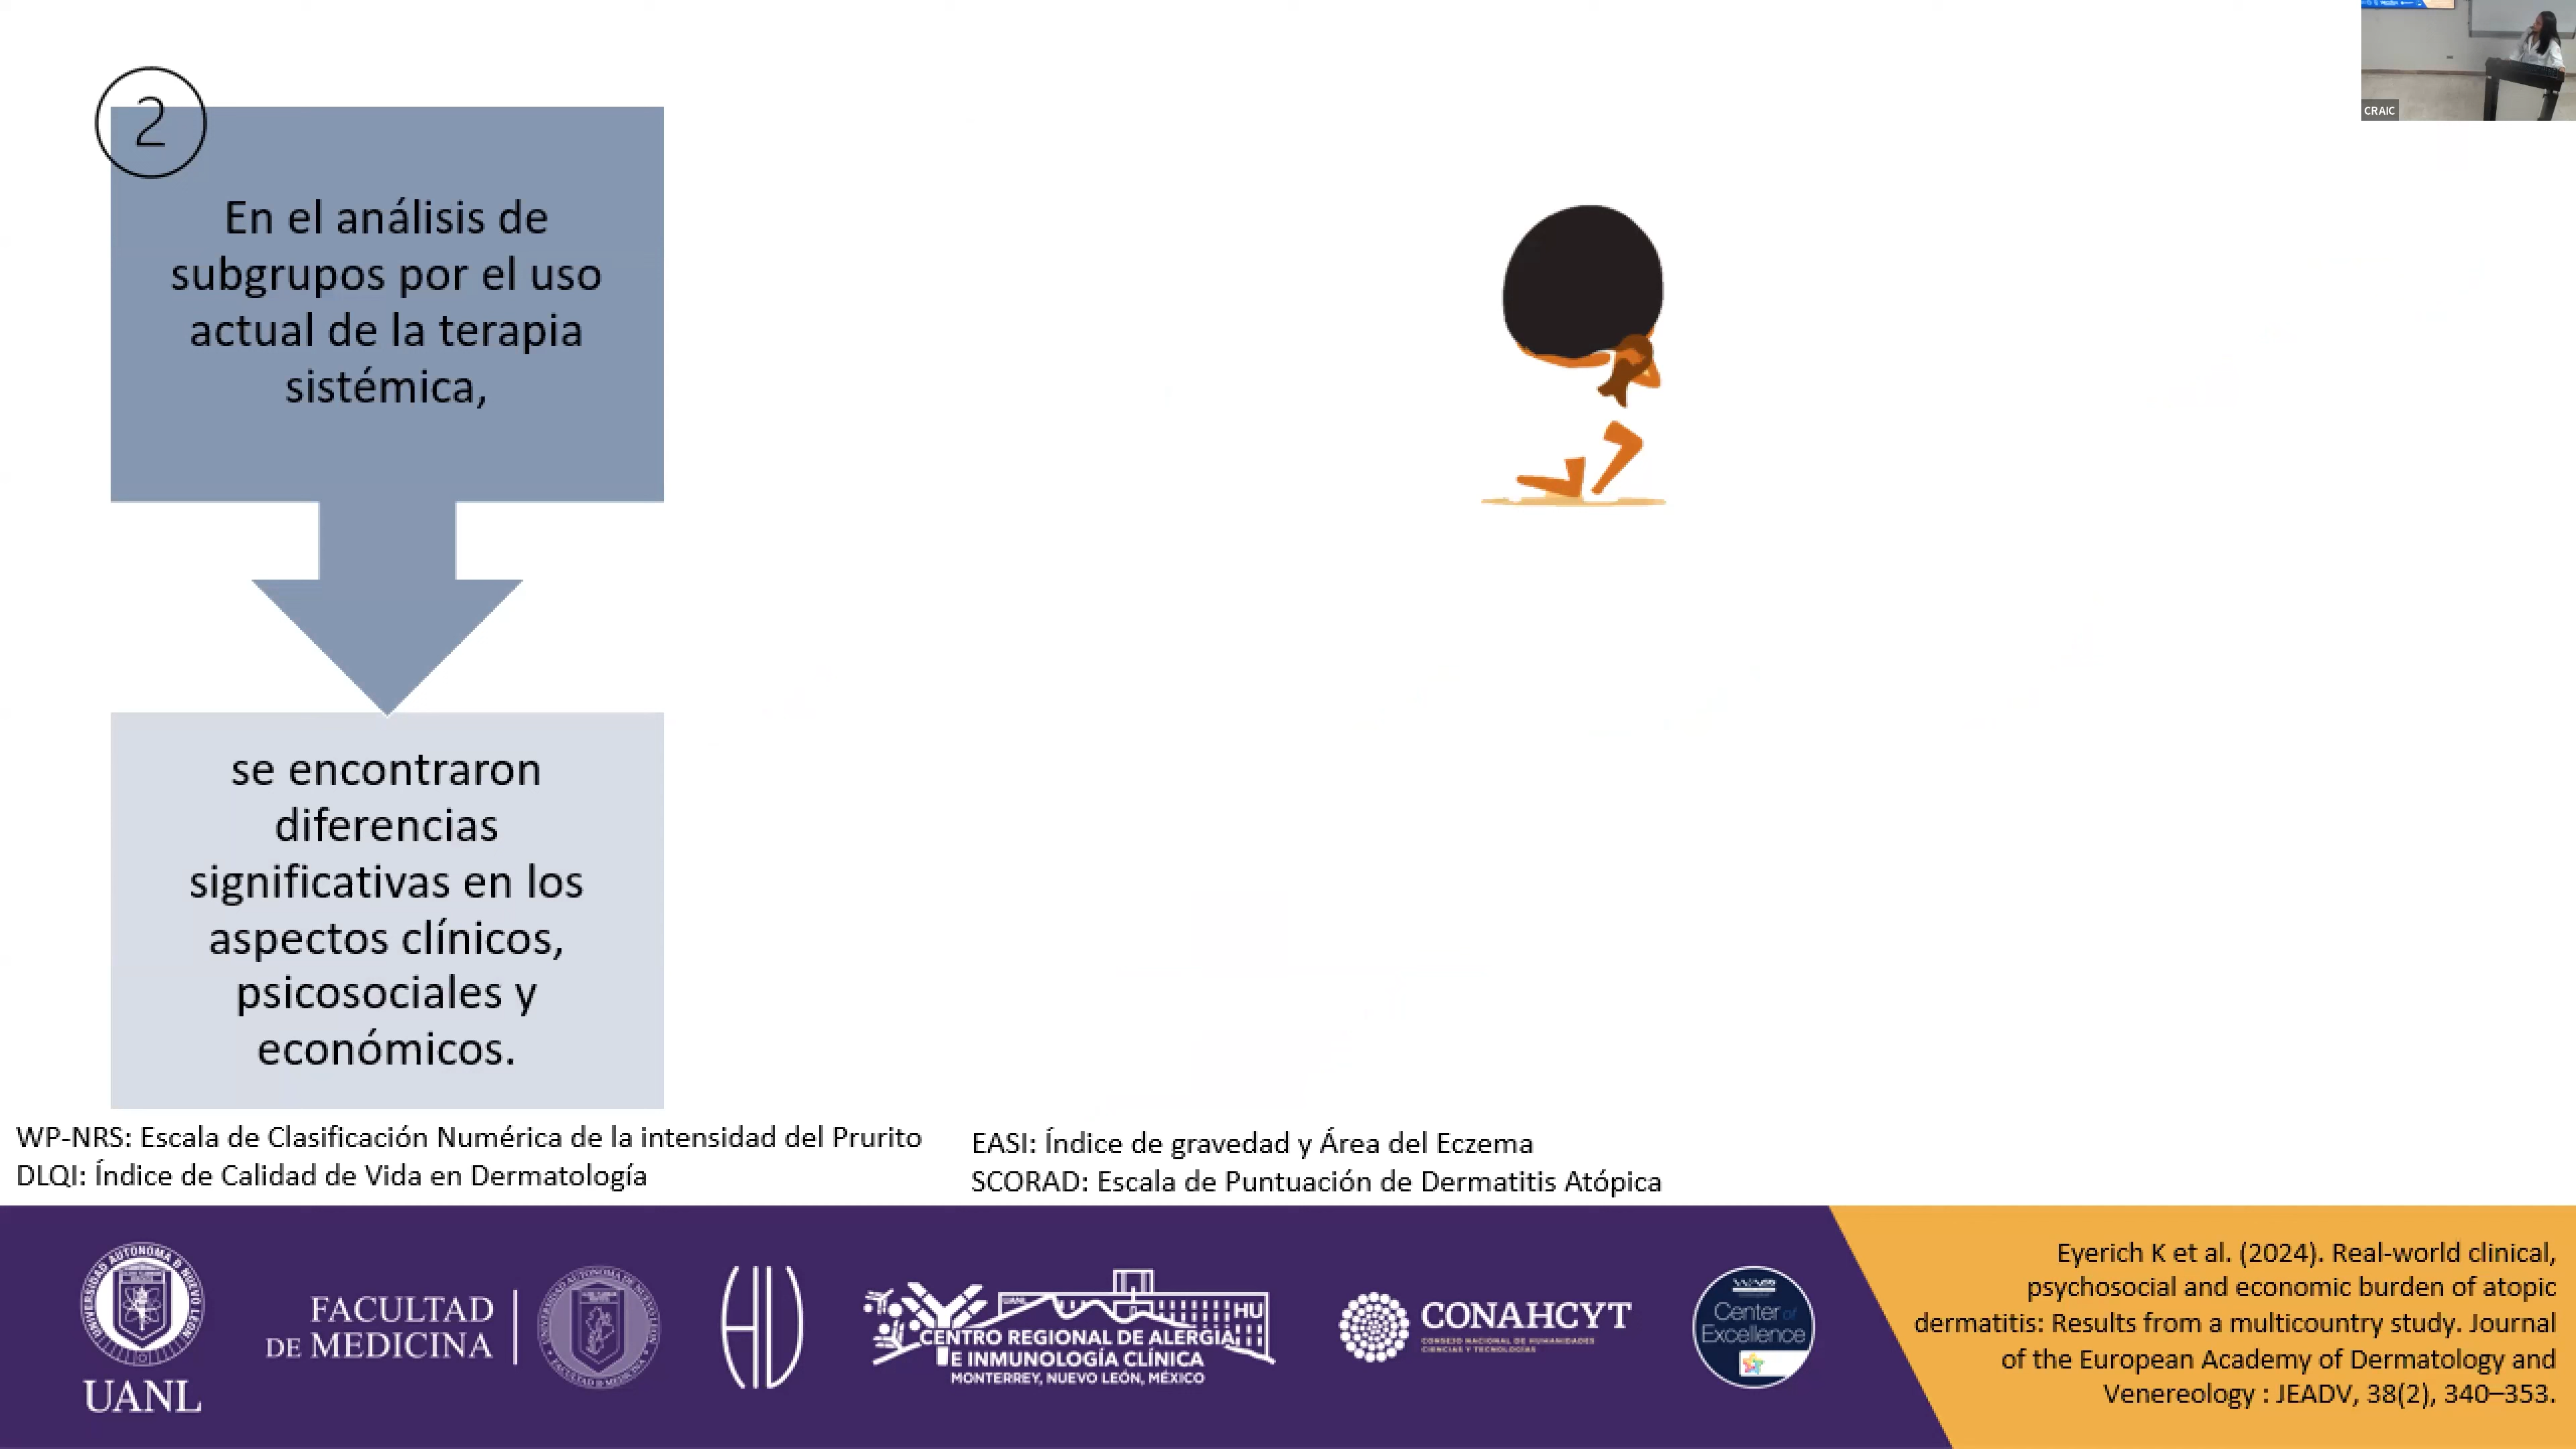 CRAIC
2
En el análisis de
subgrupos por el uso
actual de la terapia
sistémica,
se encontraron
diferencias
significativas en los
aspectos clínicos,
psicosociales y
económicos.
WP-NRS: Escala de Clasificación Numérica de la intensidad del Prurito
DLQI: Índice de Calidad de Vida en Dermatología
EASI: Índice de gravedad y Área del Eczema
SCORAD: Escala de Puntuación de Dermatitis Atópica
UANL
FACULTAD
DE MEDICINA
HU
UANL
HU
CENTRO REGIONAL DE ALERGIA
E INMUNOLOGÍA CLÍNICA
MONTERREY, NUEVO LEÓN, MÉXICO
CONAHCYT
CONSEJO NACIONAL DE HUMANIDADES
CIENCIAS Y TECNOLOGÍAS
Center of
Excellence
Eyerich K et al. (2024). Real-world clinical,
psychosocial and economic burden of atopic
dermatitis: Results from a multicountry study. Journal
of the European Academy of Dermatology and
Venereology : JEADV, 38(2), 340–353.